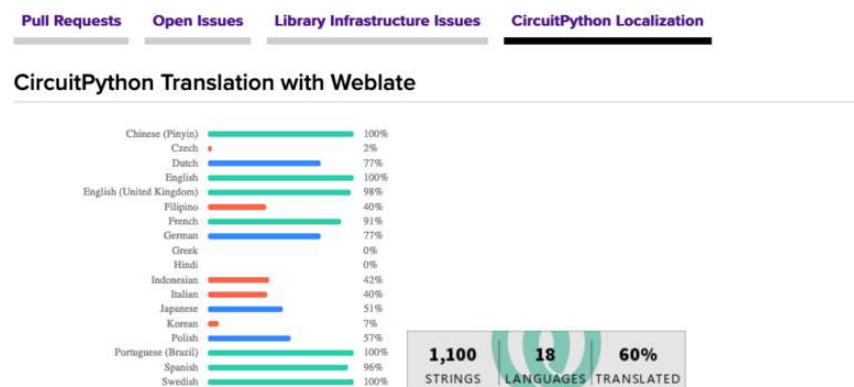 Pull Requests Open Issues Library Infrastructure Issues CircuitPython Localization
CircuitPython Translation with Weblate
Chinese (Pinyin) 100%
Czech 2%
Dutch 77%
English 100%
English (United Kingdom) 98%
Filipino 40%
French 91%
German 77%
Greek 0%
Hindi 0%
Indonesian 42%
Italian 40%
Japanese 51%
Korean 7%
Polish 57%
Portuguese (Brazil) 100%
Spanish 96%
Swedish 100%
1,100 18 60%
STRINGS LANGUAGES TRANSLATED